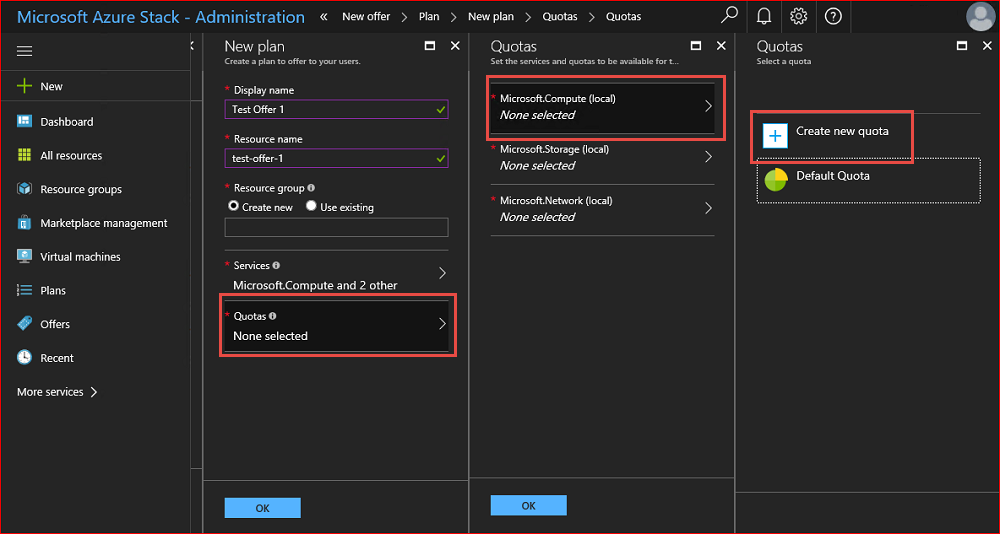 Microsoft Azure Stack - Administration « New offer > Plan > New plan > Quotas > Quotas
New
Dashboard
All resources
Resource groups
Marketplace management
Virtual machines
Plans
Offers
Recent
More services >
New plan
Create a plan to offer to your users.
* Display name
Test Offer 1
* Resource name
test-offer-1
* Resource group
Create new Use existing
* Services
Microsoft.Compute and 2 other
* Quotas
None selected
OK
Quotas
Set the services and quotas to be available for t...
* Microsoft.Compute (local)
None selected
* Microsoft.Storage (local)
None selected
* Microsoft.Network (local)
None selected
OK
Quotas
Select a quota
Create new quota
Default Quota